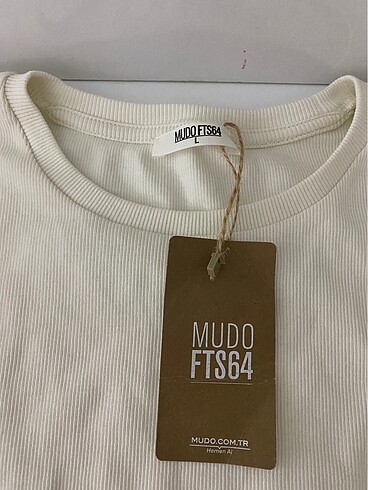 MUDO FTS64
L
MUDO
FTS64
MUDO.COM.TR
Hemen Al